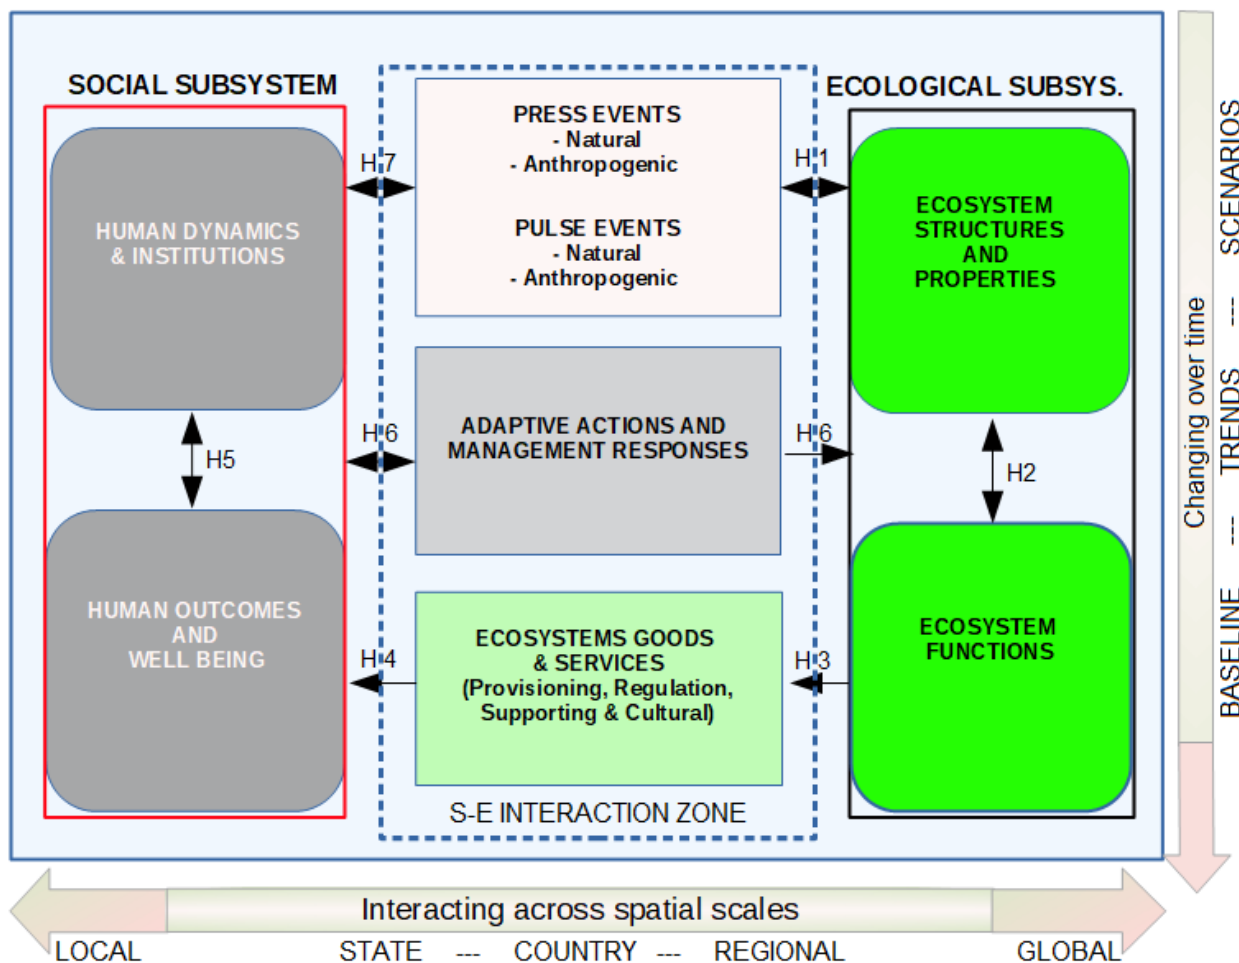 SOCIAL SUBSYSTEM
ECOLOGICAL SUBSYS.
HUMAN DYNAMICS
& INSTITUTIONS
H5
HUMAN OUTCOMES
AND
WELL BEING
H 7
H 6
H 4
PRESS EVENTS
- Natural
- Anthropogenic
PULSE EVENTS
- Natural
- Anthropogenic
ADAPTIVE ACTIONS AND
MANAGEMENT RESPONSES
ECOSYSTEMS GOODS
& SERVICES
(Provisioning, Regulation,
Supporting & Cultural)
S-E INTERACTION ZONE
H 1
H 6
H 3
ECOSYSTEM
STRUCTURES
AND
PROPERTIES
H2
ECOSYSTEM
FUNCTIONS
Changing over time
BASELINE --- TRENDS --- SCENARIOS
Interacting across spatial scales
LOCAL STATE --- COUNTRY --- REGIONAL GLOBAL